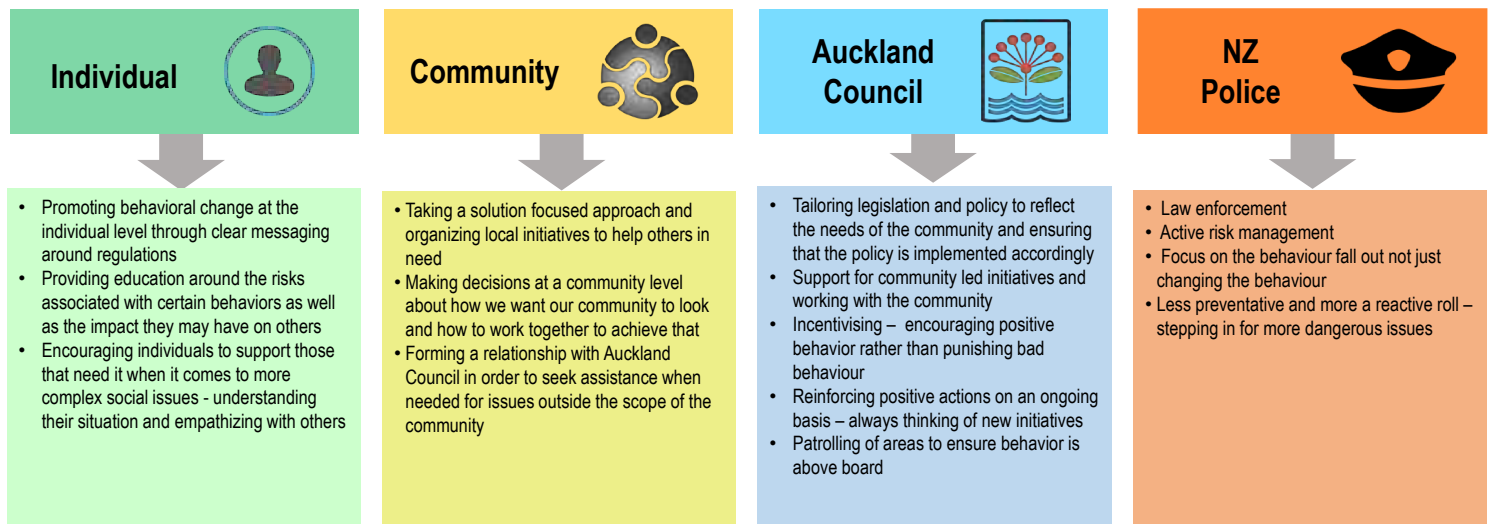 Individual
Community
Auckland
Council
NZ
Police
• Promoting behavioral change at the
individual level through clear messaging
around regulations
• Providing education around the risks
associated with certain behaviors as well
as the impact they may have on others
• Encouraging individuals to support those
that need it when it comes to more
complex social issues - understanding
their situation and empathizing with others
• Taking a solution focused approach and
organizing local initiatives to help others in
need
• Making decisions at a community level
about how we want our community to look
and how to work together to achieve that
• Forming a relationship with Auckland
Council in order to seek assistance when
needed for issues outside the scope of the
community
• Tailoring legislation and policy to reflect
the needs of the community and ensuring
that the policy is implemented accordingly
• Support for community led initiatives and
working with the community
• Incentivising – encouraging positive
behavior rather than punishing bad
behaviour
• Reinforcing positive actions on an ongoing
basis – always thinking of new initiatives
• Patrolling of areas to ensure behavior is
above board
• Law enforcement
• Active risk management
• Focus on the behaviour fall out not just
changing the behaviour
• Less preventative and more a reactive roll –
stepping in for more dangerous issues